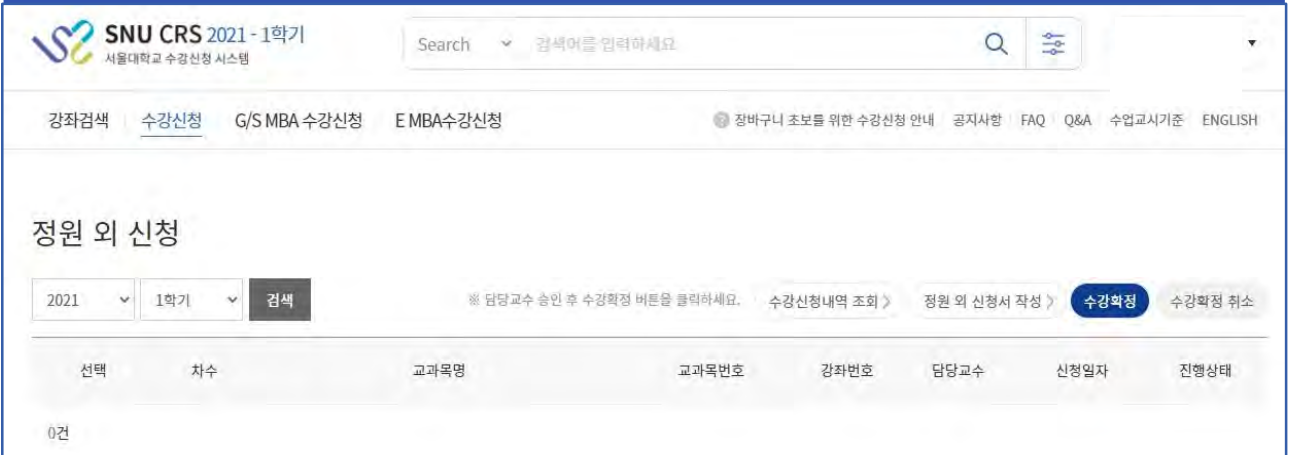 SNU CRS 2021 - 1학기
서울대학교 수강신청 시스템
Search 검색어를 입력하세요
강좌검색 수강신청 G/S MBA 수강신청 E MBA수강신청
? 장바구니 초보를 위한 수강신청 안내 공지사항 FAQ Q&A 수업교시기준 ENGLISH
정원 외 신청
2021 1학기 검색 ※ 담당교수 승인 후 수강확정 버튼을 클릭하세요. 수강신청내역 조회 > 정원 외 신청서 작성 > 수강확정 수강확정 취소
선택 차수 교과목명 교과목번호 강좌번호 담당교수 신청일자 진행상태
0건